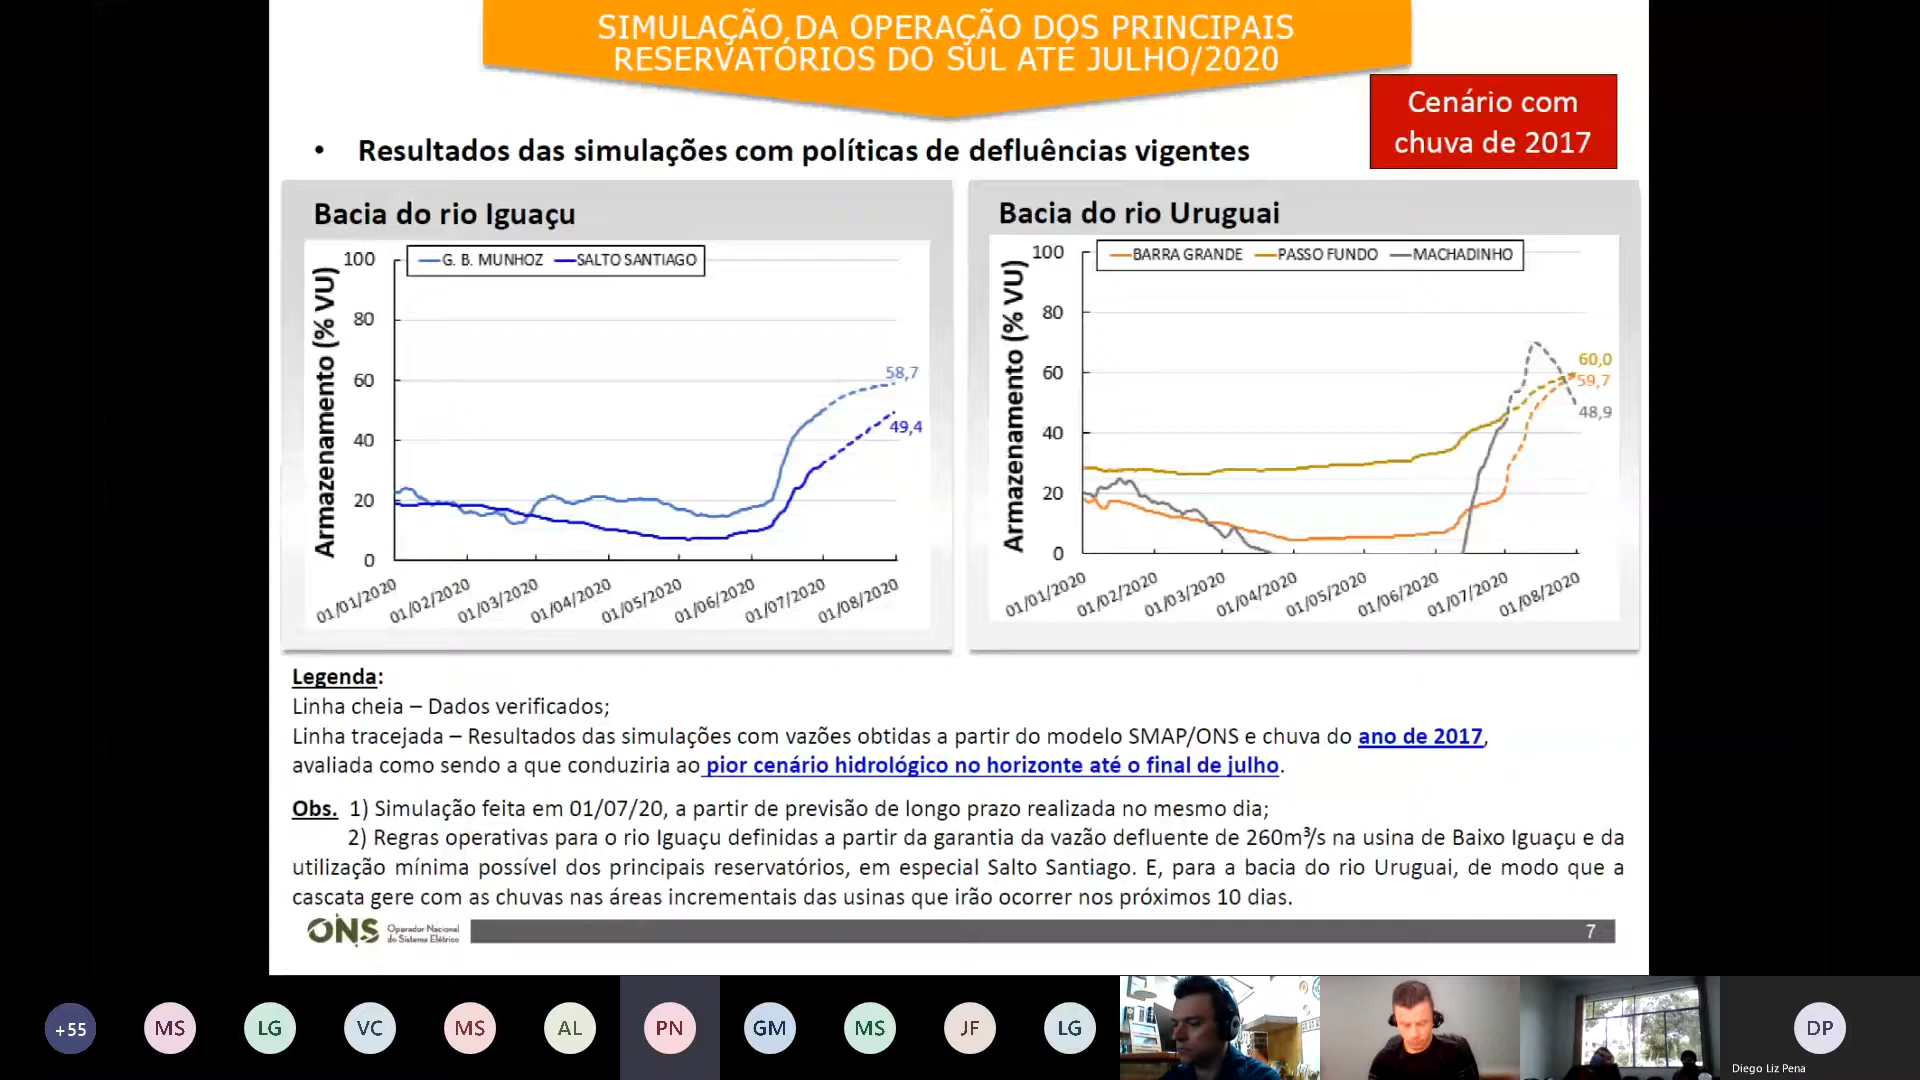 SIMULAÇÃO DA OPERAÇÃO DOS PRINCIPAIS
RESERVATÓRIOS DO SUL ATÉ JULHO/2020
Cenário com
chuva de 2017
• Resultados das simulações com políticas de defluências vigentes
Bacia do rio Iguaçu
Armazenamento (% VU)
G. B. MUNHOZ SALTO SANTIAGO
100
80
60
40
20
0
58,7
49,4
01/01/2020 01/02/2020 01/03/2020 01/04/2020 01/05/2020 01/06/2020 01/07/2020 01/08/2020
Bacia do rio Uruguai
Armazenamento (% VU)
BARRA GRANDE PASSO FUNDO MACHADINHO
100
80
60
40
20
0
60,0
59,7
48,9
01/01/2020 01/02/2020 01/03/2020 01/04/2020 01/05/2020 01/06/2020 01/07/2020 01/08/2020
Legenda:
Linha cheia – Dados verificados;
Linha tracejada – Resultados das simulações com vazões obtidas a partir do modelo SMAP/ONS e chuva do ano de 2017,
avaliada como sendo a que conduziria ao pior cenário hidrológico no horizonte até o final de julho.
Obs. 1) Simulação feita em 01/07/20, a partir de previsão de longo prazo realizada no mesmo dia;
2) Regras operativas para o rio Iguaçu definidas a partir da garantia da vazão defluente de 260m³/s na usina de Baixo Iguaçu e da
utilização mínima possível dos principais reservatórios, em especial Salto Santiago. E, para a bacia do rio Uruguai, de modo que a
cascata gere com as chuvas nas áreas incrementais das usinas que irão ocorrer nos próximos 10 dias.
ONS Operador Nacional
do Sistema Elétrico
7
+55 MS LG VC MS AL PN GM MS JF LG DP
Diego Liz Pena